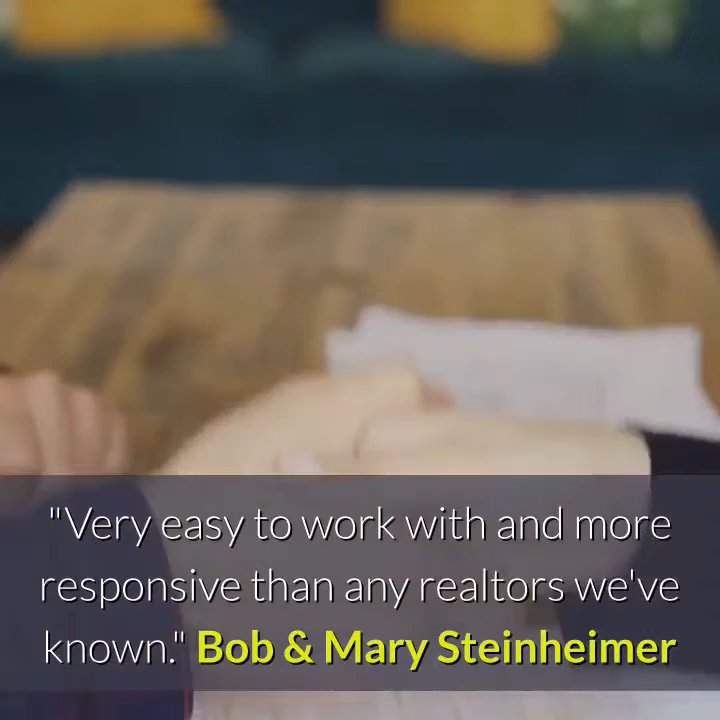 "Very easy to work with and more
responsive than any realtors we've
known." Bob & Mary Steinheimer